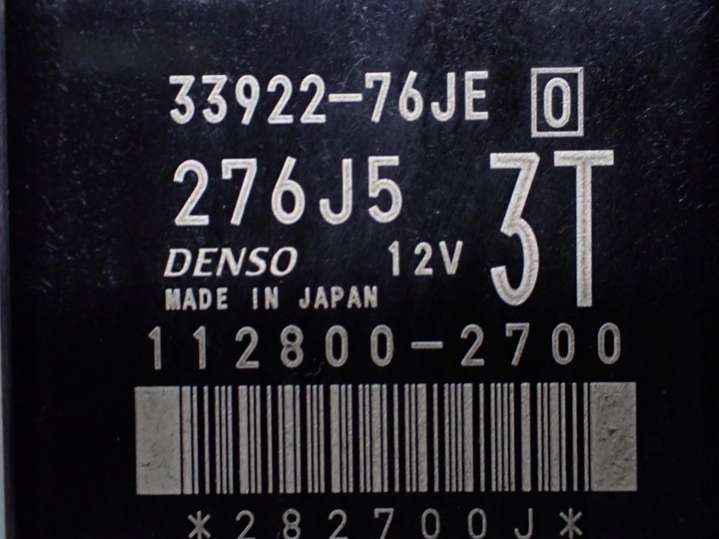 33922-76JE 0
276J5 3T
DENSO 12V
MADE IN JAPAN
112800-2700
*282700J*